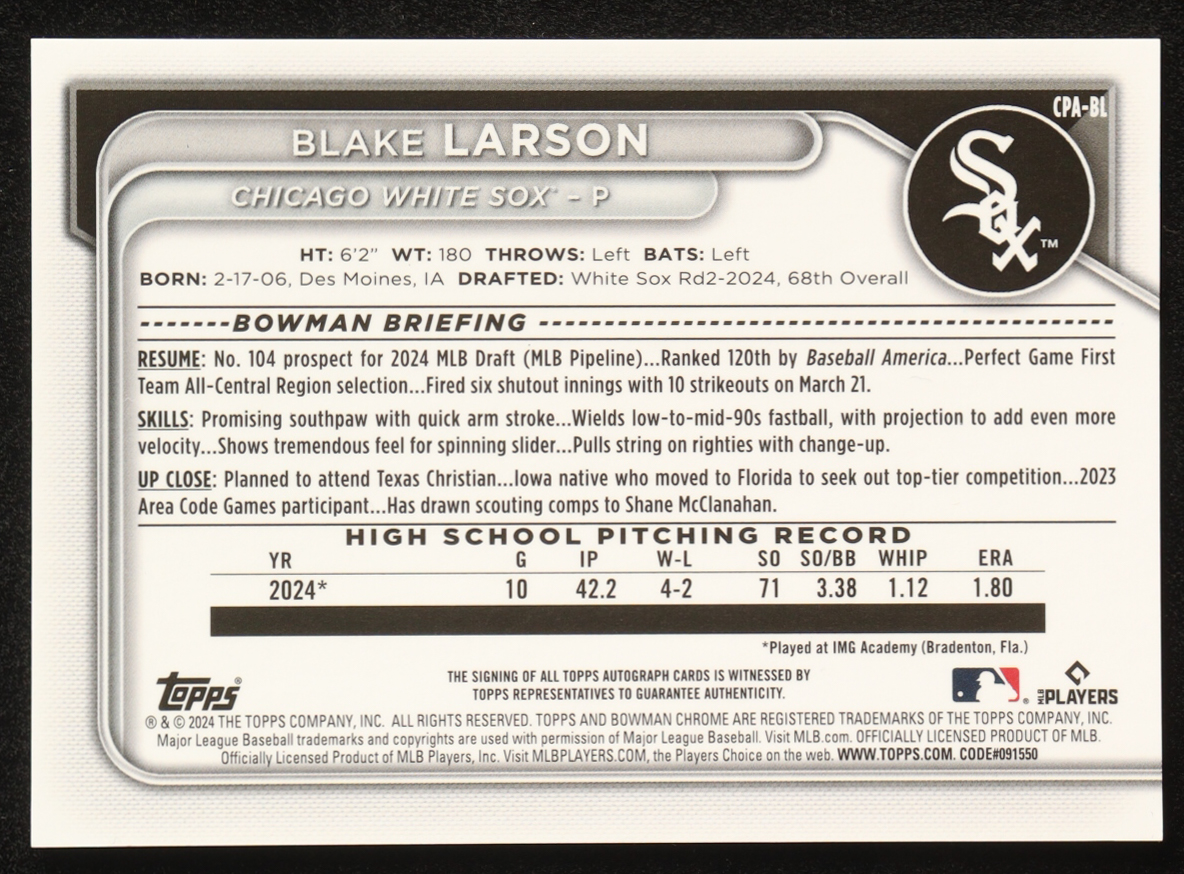 CPA-BL
BLAKE LARSON
CHICAGO WHITE SOX - P
SOX ™
HT: 6'2" WT: 180 THROWS: Left BATS: Left
BORN: 2-17-06, Des Moines, IA DRAFTED: White Sox Rd2-2024, 68th Overall
BOWMAN BRIEFING
RESUME: No. 104 prospect for 2024 MLB Draft (MLB Pipeline)...Ranked 120th by Baseball America...Perfect Game First
Team All-Central Region selection...Fired six shutout innings with 10 strikeouts on March 21.
SKILLS: Promising southpaw with quick arm stroke...Wields low-to-mid-90s fastball, with projection to add even more
velocity...Shows tremendous feel for spinning slider...Pulls string on righties with change-up.
UP CLOSE: Planned to attend Texas Christian...Iowa native who moved to Florida to seek out top-tier competition...2023
Area Code Games participant...Has drawn scouting comps to Shane McClanahan.
HIGH SCHOOL PITCHING RECORD
YR G IP W-L SO SO/BB WHIP ERA
2024* 10 42.2 4-2 71 3.38 1.12 1.80
*Played at IMG Academy (Bradenton, Fla.)
TOPPS®
THE SIGNING OF ALL TOPPS AUTOGRAPH CARDS IS WITNESSED BY
TOPPS REPRESENTATIVES TO GUARANTEE AUTHENTICITY.
®
MLB PLAYERS
® & © 2024 THE TOPPS COMPANY, INC. ALL RIGHTS RESERVED. TOPPS AND BOWMAN CHROME ARE REGISTERED TRADEMARKS OF THE TOPPS COMPANY, INC.
Major League Baseball trademarks and copyrights are used with permission of Major League Baseball. Visit MLB.com. OFFICIALLY LICENSED PRODUCT OF MLB.
Officially Licensed Product of MLB Players, Inc. Visit MLBPLAYERS.COM, the Players Choice on the web. WWW.TOPPS.COM. CODE#091550